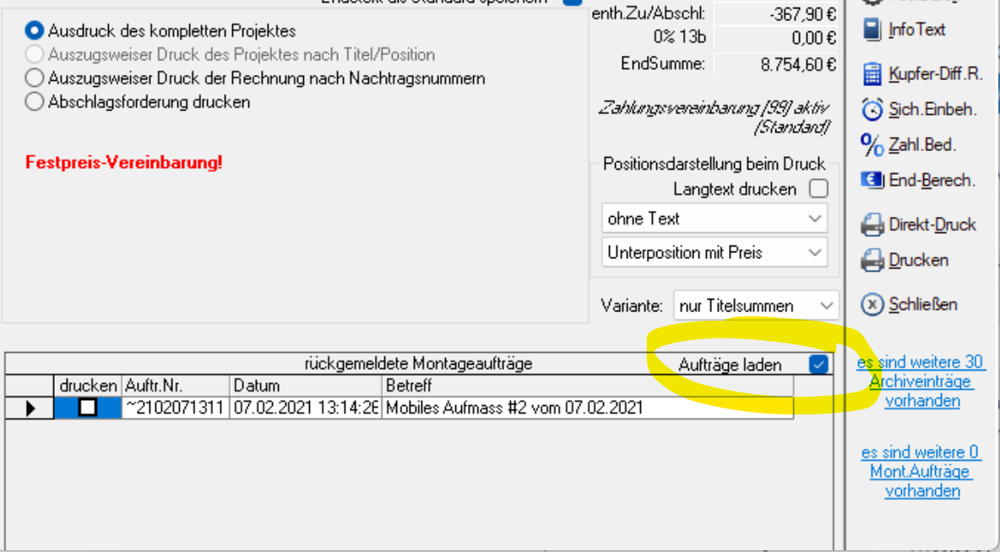 Ausdruck des kompletten Projektes
Auszugsweiser Druck des Projektes nach Titel/Position
Auszugsweiser Druck der Rechnung nach Nachtragsnummern
Abschlagsforderung drucken
Festpreis-Vereinbarung!
enth.Zu/Abschl: -367,90 €
0% 13b 0,00 €
EndSumme: 8.754,60 €
Zahlungsvereinbarung [99] aktiv
[Standard]
Positionsdarstellung beim Druck
Langtext drucken
ohne Text
Unterposition mit Preis
Variante: nur Titelsummen
InfoText
Kupfer-Diff.R.
Sich.Einbeh.
Zahl.Bed.
End-Berech.
Direkt-Druck
Drucken
Schließen
rückgemeldete Montageaufträge Aufträge laden
drucken Auftr.Nr. Datum Betreff
~2102071311 07.02.2021 13:14:26 Mobiles Aufmass #2 vom 07.02.2021
es sind weitere 30
Archiveinträge
vorhanden
es sind weitere 0
Mont.Aufträge
vorhanden